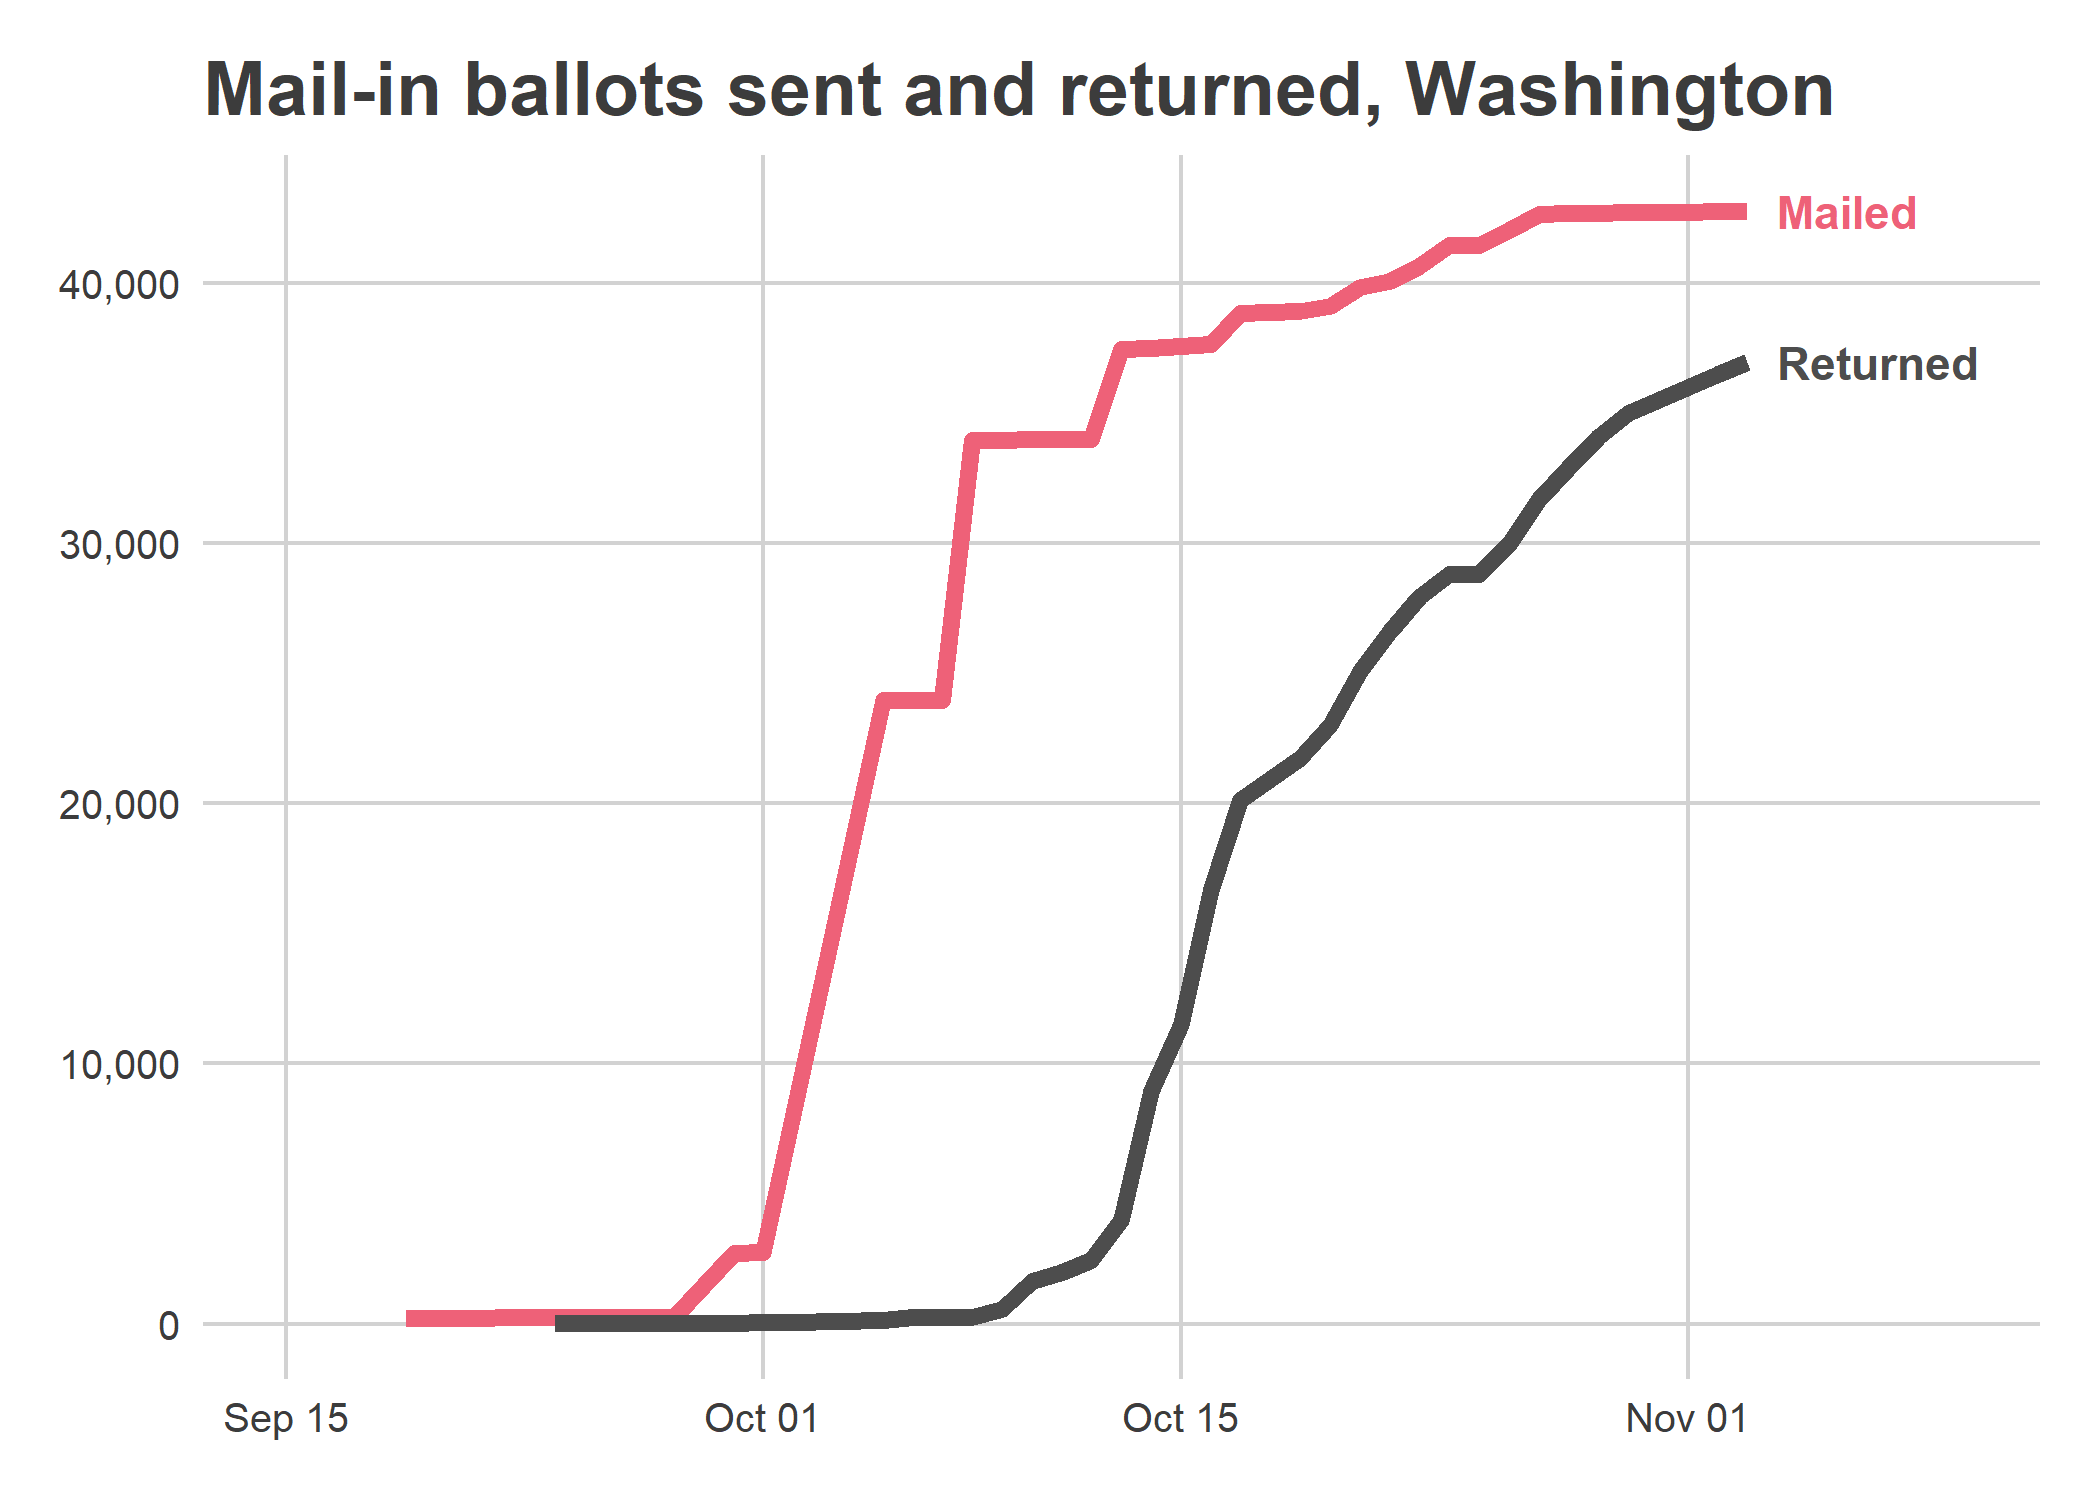 Mail-in ballots sent and returned, Washington
Mailed
Returned
40,000
30,000
20,000
10,000
0
Sep 15
Oct 01
Oct 15
Nov 01